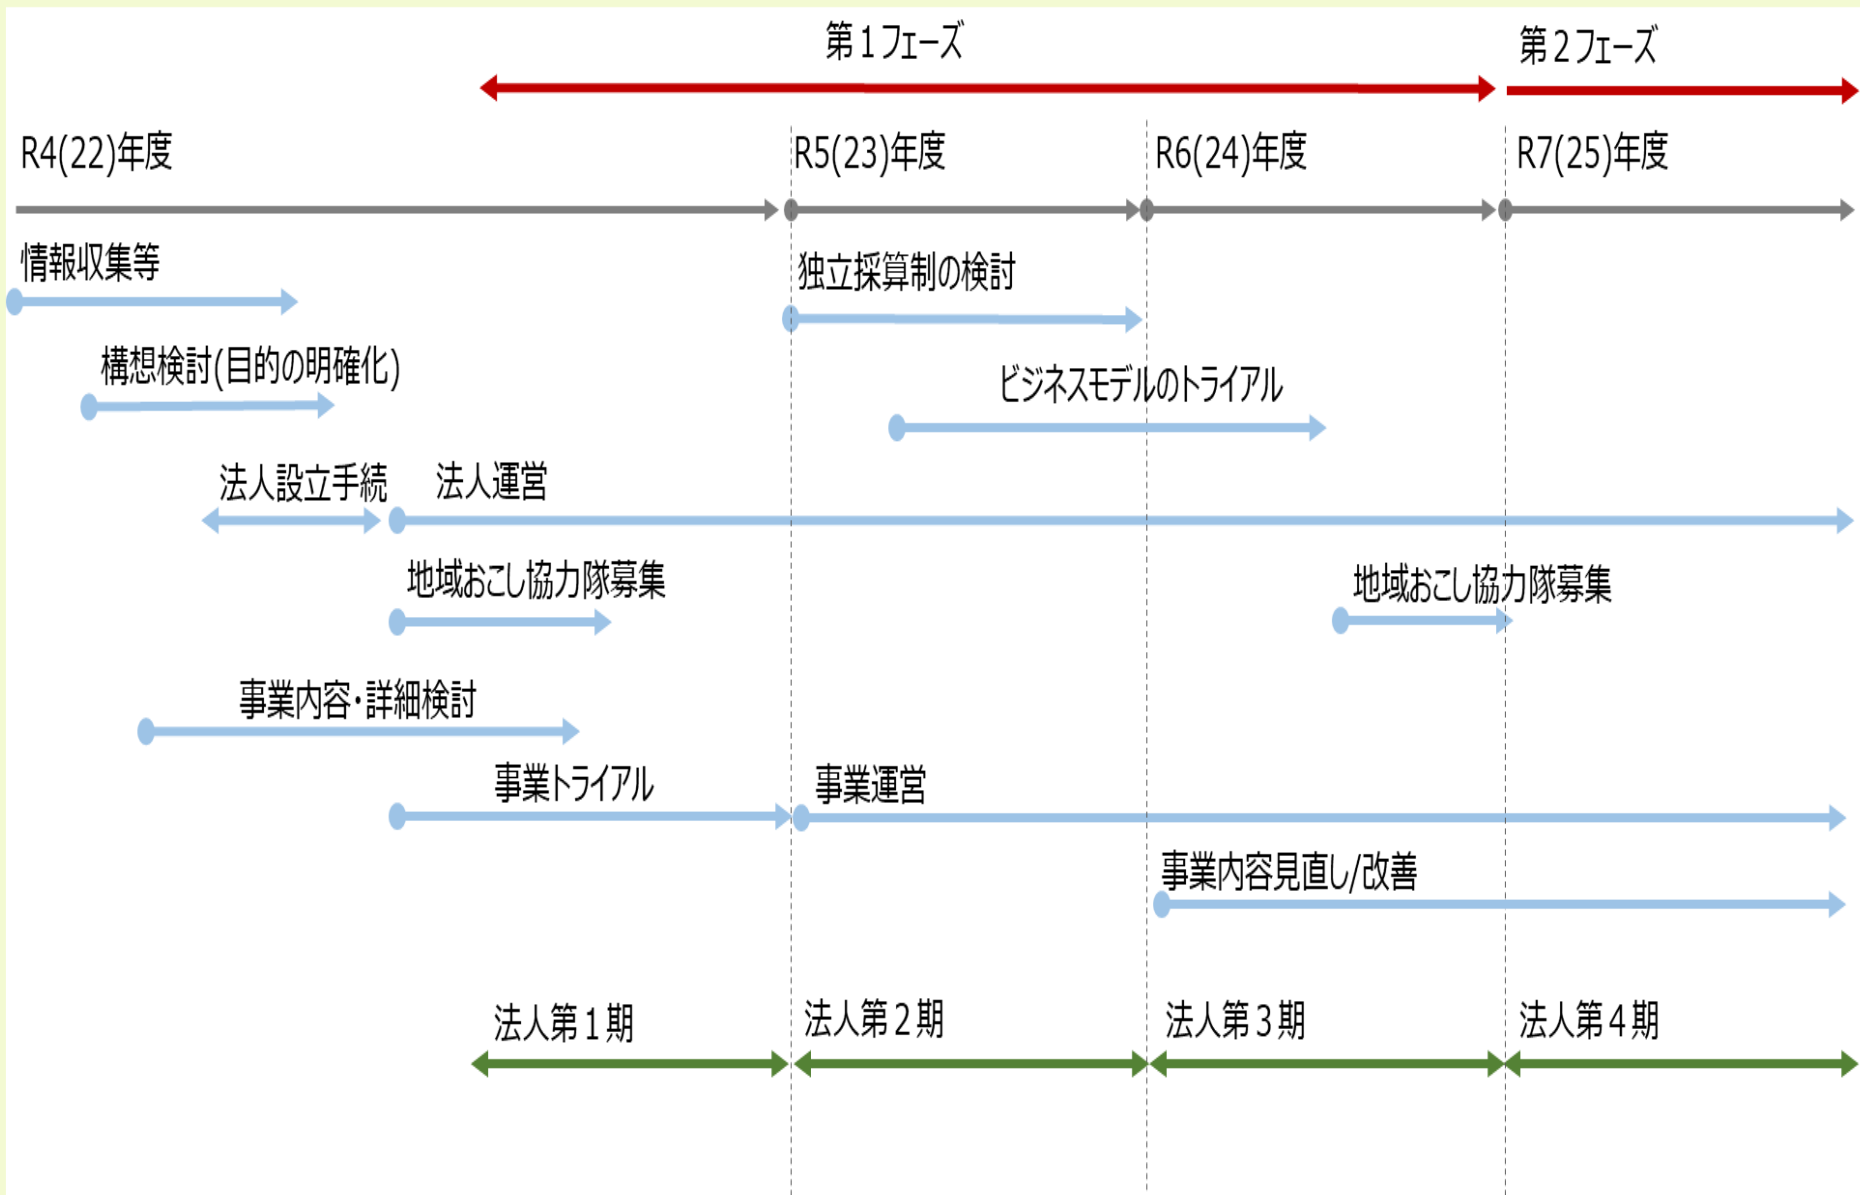 第１フェーズ
第２フェーズ
R4(22)年度
R5(23)年度
R6(24)年度
R7(25)年度
情報収集等
独立採算制の検討
構想検討(目的の明確化)
ビジネスモデルのトライアル
法人設立手続
法人運営
地域おこし協力隊募集
地域おこし協力隊募集
事業内容・詳細検討
事業トライアル
事業運営
事業内容見直し/改善
法人第１期
法人第２期
法人第３期
法人第４期